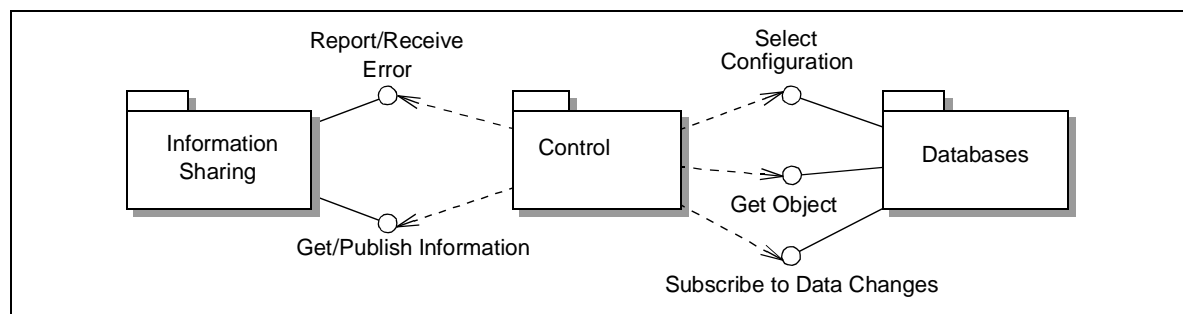 Report/Receive
Error
Select
Configuration
Information
Sharing
Control
Databases
Get Object
Get/Publish Information
Subscribe to Data Changes